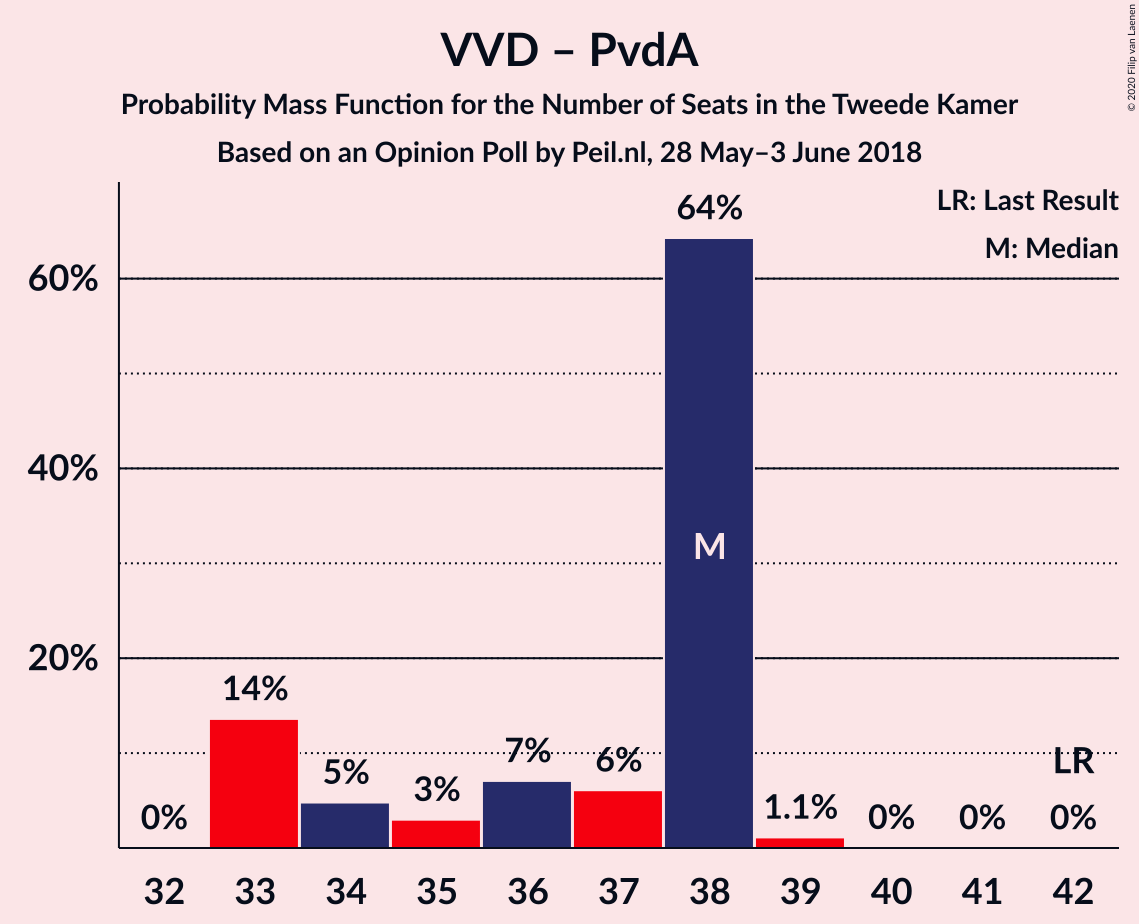 VVD – PvdA
Probability Mass Function for the Number of Seats in the Tweede Kamer
Based on an Opinion Poll by Peil.nl, 28 May–3 June 2018
© 2020 Filip van Laenen
LR: Last Result
M: Median
60%
40%
20%
0%
14%
5%
3%
7%
6%
64%
M
1.1%
0%
0%
LR
0%
32 33 34 35 36 37 38 39 40 41 42